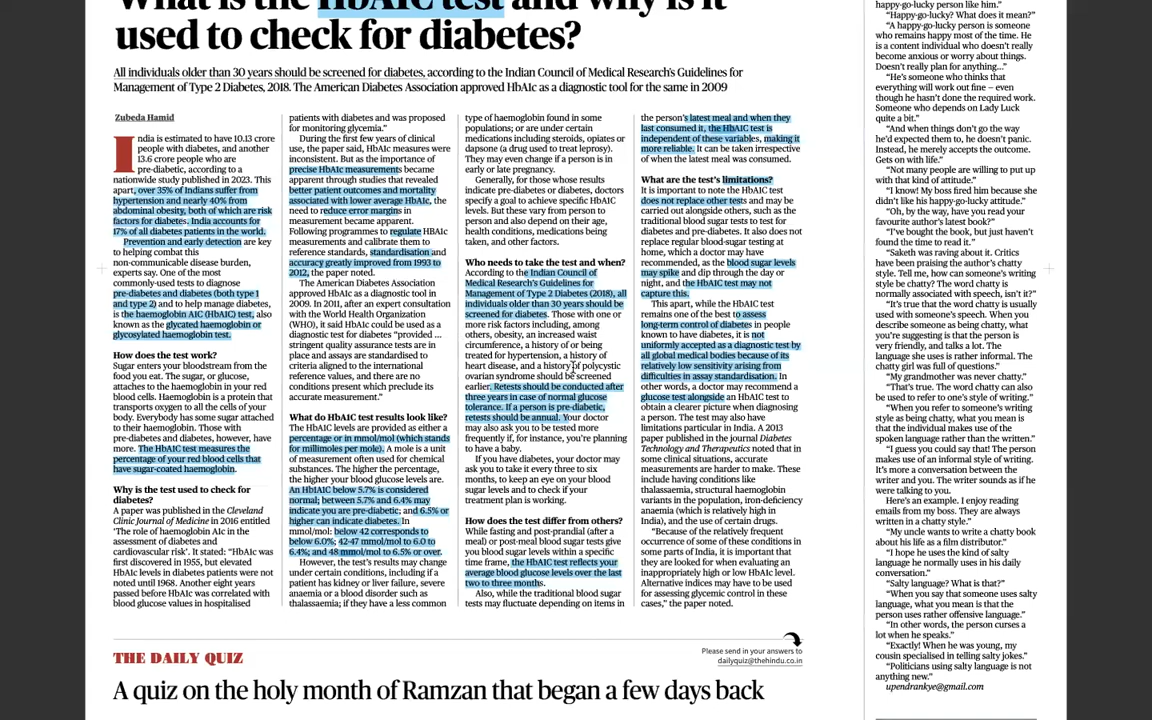 What is the HbAIC test and why is it
used to check for diabetes?
All individuals older than 30 years should be screened for diabetes, according to the Indian Council of Medical Research's Guidelines for
Management of Type 2 Diabetes, 2018. The American Diabetes Association approved HbA1c as a diagnostic tool for the same in 2009
Zubeda Hamid
India is estimated to have 10.13 crore
people with diabetes, and another
13.6 crore people who are
pre-diabetic, according to a
nationwide study published in 2023. This
apart, over 35% of Indians suffer from
hypertension and nearly 40% from
abdominal obesity, both of which are risk
factors for diabetes. India accounts for
17% of all diabetes patients in the world.
Prevention and early detection are key
to helping combat this
non-communicable disease burden,
experts say. One of the most
commonly-used tests to diagnose
pre-diabetes and diabetes (both type 1
and type 2) and to help manage diabetes,
is the haemoglobin A1C (HbA1C) test, also
known as the glycated haemoglobin or
glycosylated haemoglobin test.
How does the test work?
Sugar enters your bloodstream from the
food you eat. The sugar, or glucose,
attaches to the haemoglobin in your red
blood cells. Haemoglobin is a protein that
transports oxygen to all the cells of your
body. Everybody has some sugar attached
to their haemoglobin. Those with
pre-diabetes and diabetes, however, have
more. The HbA1C test measures the
percentage of your red blood cells that
have sugar-coated haemoglobin.
Why is the test used to check for
diabetes?
A paper was published in the Cleveland
Clinic Journal of Medicine in 2016 entitled
'The role of haemoglobin A1c in the
assessment of diabetes and
cardiovascular risk'. It stated: "HbA1c was
first discovered in 1955, but elevated
HbA1c levels in diabetes patients were not
noted until 1968. Another eight years
passed before HbA1c was correlated with
blood glucose values in hospitalised
patients with diabetes and was proposed
for monitoring glycemia."
During the first few years of clinical
use, the paper said, HbA1c measures were
inconsistent. But as the importance of
precise HbA1c measurements became
apparent through studies that revealed
better patient outcomes and mortality
associated with lower average HbA1c, the
need to reduce error margins in
measurement became apparent.
Following programmes to regulate HbA1c
measurements and calibrate them to
reference standards, standardisation and
accuracy greatly improved from 1993 to
2012, the paper noted.
The American Diabetes Association
approved HbA1c as a diagnostic tool in
2009. In 2011, after an expert consultation
with the World Health Organization
(WHO), it said HbA1c could be used as a
diagnostic test for diabetes "provided ...
stringent quality assurance tests are in
place and assays are standardised to
criteria aligned to the international
reference values, and there are no
conditions present which preclude its
accurate measurement."
What do HbA1C test results look like?
The HbA1C levels are provided as either a
percentage or in mmol/mol (which stands
for millimoles per mole). A mole is a unit
of measurement often used for chemical
substances. The higher the percentage,
the higher your blood glucose levels are.
An HbA1C below 5.7% is considered
normal; between 5.7% and 6.4% may
indicate you are pre-diabetic; and 6.5% or
higher can indicate diabetes. In
mmol/mol: below 42 corresponds to
below 6.0%; 42-47 mmol/mol to 6.0 to
6.4%; and 48 mmol/mol to 6.5% or over.
However, the test's results may change
under certain conditions, including if a
patient has kidney or liver failure, severe
anemia or a blood disorder such as
thalassaemia; if they have a less common
type of haemoglobin found in some
populations; or are under certain
medications including steroids, opiates or
dapsone (a drug used to treat leprosy).
They may even change if a person is in
early or late pregnancy.
Generally, for those whose results
indicate pre-diabetes or diabetes, doctors
specify a goal to achieve specific HbA1C
levels. But these vary from person to
person and also depend on their age,
health conditions, medications being
taken, and other factors.
Who needs to take the test and when?
According to the Indian Council of
Medical Research's Guidelines for
Management of Type 2 Diabetes (2018), all
individuals older than 30 years should be
screened for diabetes. Those with one or
more risk factors including, among
others, obesity, an increased waist
circumference, a history of or being
treated for hypertension, a history of
heart disease, and a history of polycystic
ovarian syndrome should be screened
earlier. Retests should be conducted after
three years in case of normal glucose
tolerance. If a person is pre-diabetic,
retests should be annual. Your doctor
may also ask you to be tested more
frequently if, for instance, you're planning
to have a baby.
If you have diabetes, your doctor may
ask you to take it every three to six
months, to keep an eye on your blood
sugar levels and to check if your
treatment plan is working.
How does the test differ from others?
While fasting and post-prandial (after a
meal) or post-meal blood sugar tests give
you blood sugar levels within a specific
time frame, the HbA1C test reflects your
average blood glucose levels over the last
two to three months.
Also, while the traditional blood sugar
tests may fluctuate depending on items in
the person's latest meal and when they
last consumed it, the HbA1C test is
independent of these variables, making it
more reliable. It can be taken irrespective
of when the latest meal was consumed.
What are the test's limitations?
It is important to note the HbA1C test
does not replace other tests and may be
carried out alongside others, such as the
traditional blood sugar tests to test for
diabetes and pre-diabetes. It also does not
replace regular blood-sugar testing at
home, which a doctor may have
recommended, as the blood sugar levels
may spike and dip through the day or
night, and the HbA1C test may not
capture this.
This apart, while the HbA1C test
remains one of the best to assess
long-term control of diabetes in people
known to have diabetes, it is not
uniformly accepted as a diagnostic test by
all global medical bodies because of its
relatively low sensitivity arising from
difficulties in assay standardisation. In
other words, a doctor may recommend a
glucose test alongside an HbA1C test to
obtain a clearer picture when diagnosing
a person. The test may also have
limitations particular in India. A 2013
paper published in the journal Diabetes
Technology and Therapeutics noted that in
some clinical situations, accurate
measurements are harder to make. These
include having conditions like
thalassemia, structural haemoglobin
variants in the population, iron-deficiency
anaemia (which is relatively high in
India), and the use of certain drugs.
"Because of the relatively frequent
occurrence of some of these conditions in
some parts of India, it is important that
they are looked for when evaluating an
inappropriately high or low HbA1c level.
Alternative indices may have to be used
for assessing glycemic control in these
cases," the paper noted.
THE DAILY QUIZ
Please send in your answers to
dailyquiz@thehindu.co.in
A quiz on the holy month of Ramzan that began a few days back
happy-go-lucky person like him."
"Happy-go-lucky? What does it mean?"
"A happy-go-lucky person is someone
who remains happy most of the time. He
is a content individual who doesn't really
become anxious or worry about things.
Doesn't really plan for anything..."
"He's someone who thinks that
everything will work out fine – even
though he hasn't done the required work.
Someone who depends on Lady Luck
quite a bit."
"And when things don't go the way
he'd expected them to, he doesn't panic.
Instead, he merely accepts the outcome.
Gets on with life."
"Not many people are willing to put up
with that kind of attitude."
"I know! My boss fired him because she
didn't like his happy-go-lucky attitude."
"Oh, by the way, have you read your
favourite author's latest book?"
"I've bought the book, but just haven't
found the time to read it."
"Saketh was raving about it. Critics
have been praising the author's chatty
style. Tell me, how can someone's writing
style be chatty? The word chatty is
normally associated with speech, isn't it?"
"It's true that the word chatty is usually
used with someone's speech. When you
describe someone as being chatty, what
you're suggesting is that the person is
very friendly, and talks a lot. The
language she uses is rather informal. The
chatty girl was full of questions."
"My grandmother was never chatty."
"That's true. The word chatty can also
be used to refer to one's style of writing."
"When you refer to someone's writing
style as being chatty, what you mean is
that the individual makes use of the
spoken language rather than the written."
"I guess you could say that! The person
makes use of an informal style of writing.
It's more a conversation between the
writer and you. The writer sounds as if he
were talking to you.
Here's an example. I enjoy reading
emails from my boss. They are always
written in a chatty style."
"My uncle wants to write a chatty book
about his life as a film distributor."
"I hope he uses the kind of salty
language he normally uses in his daily
conversation."
"Salty language? What is that?"
"When you say that someone uses salty
language, what you mean is that the
person uses rather offensive language."
"In other words, the person curses a
lot when he speaks."
"Exactly! When he was young, my
cousin specialised in telling salty jokes."
"Politicians using salty language is not
anything new."
upendrankye@gmail.com